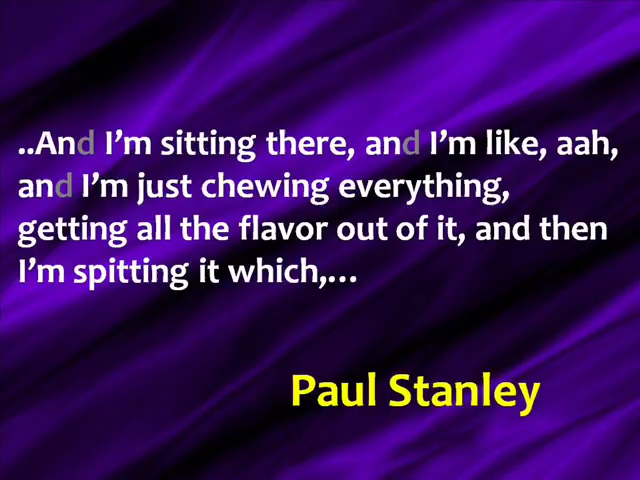 ..And I'm sitting there, and I'm like, aah,
and I'm just chewing everything,
getting all the flavor out of it, and then
I'm spitting it which,...
Paul Stanley